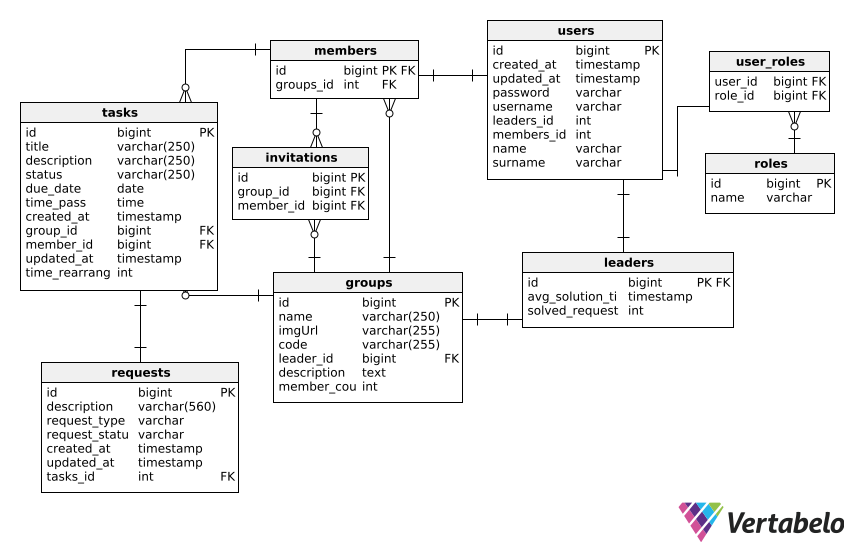 members
id bigint PK FK
groups_id int FK
users
id bigint PK
created_at timestamp
updated_at timestamp
password varchar
username varchar
leaders_id int
members_id int
name varchar
surname varchar
user_roles
user_id bigint FK
role_id bigint FK
tasks
id bigint PK
title varchar(250)
description varchar(250)
status varchar(250)
due_date date
time_pass time
created_at timestamp
group_id bigint FK
member_id bigint FK
updated_at timestamp
time_rearrang int
invitations
id bigint PK
group_id bigint FK
member_id bigint FK
roles
id bigint PK
name varchar
groups
id bigint PK
name varchar(250)
imgUrl varchar(255)
code varchar(255)
leader_id bigint FK
description text
member_cou int
leaders
id bigint PK FK
avg_solution_ti timestamp
solved_request int
requests
id bigint PK
description varchar(560)
request_type varchar
request_statu varchar
created_at timestamp
updated_at timestamp
tasks_id int FK
Vertabelo